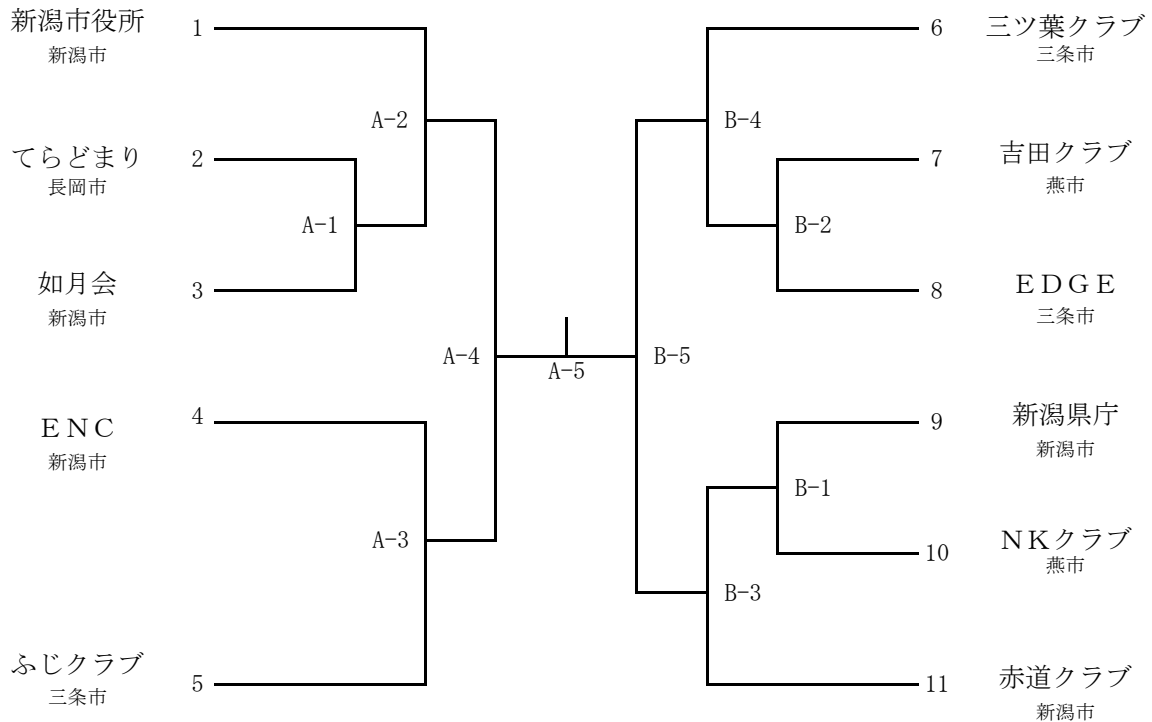 新潟市役所
新潟市
1
てらどまり
長岡市
2
如月会
新潟市
3
ＥＮＣ
新潟市
4
ふじクラブ
三条市
5
A-2
A-1
A-4
A-3
A-5
B-5
B-4
B-2
B-1
B-3
6
三ツ葉クラブ
三条市
7
吉田クラブ
燕市
8
ＥＤＧＥ
三条市
9
新潟県庁
新潟市
10
ＮＫクラブ
燕市
11
赤道クラブ
新潟市